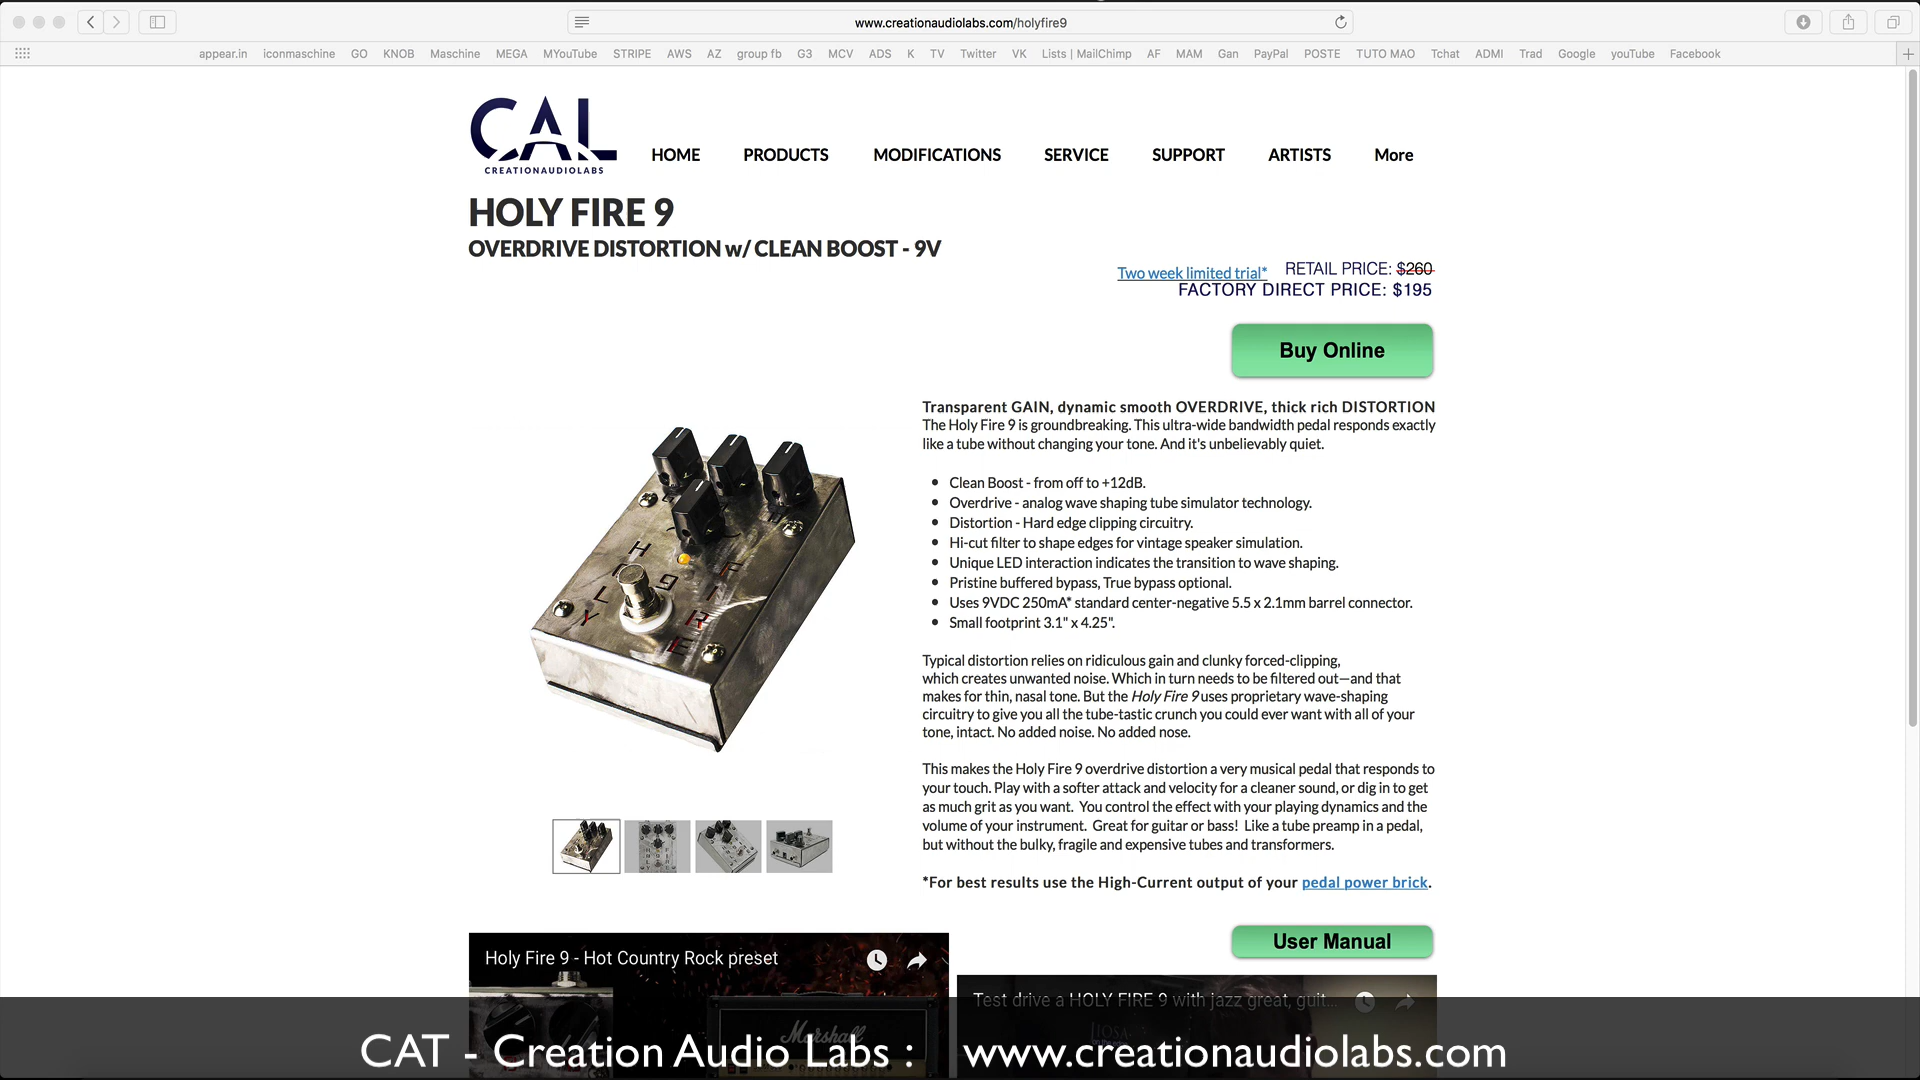 www.creationaudiolabs.com/holyfire9
appear.in iconmaschine GO KNOB Maschine MEGA MYouTube STRIPE AWS AZ group fb G3 MCV ADS K TV Twitter VK Lists | MailChimp AF MAM Gan PayPal POSTE TUTO MAO Tchat ADMI Trad Google youTube Facebook
CAL
CREATIONAUDIOLABS
HOME PRODUCTS MODIFICATIONS SERVICE SUPPORT ARTISTS More
HOLY FIRE 9
OVERDRIVE DISTORTION w/ CLEAN BOOST - 9V
Two week limited trial* RETAIL PRICE: $260
FACTORY DIRECT PRICE: $195
Buy Online
Transparent GAIN, dynamic smooth OVERDRIVE, thick rich DISTORTION
The Holy Fire 9 is groundbreaking. This ultra-wide bandwidth pedal responds exactly
like a tube without changing your tone. And it's unbelievably quiet.
Clean Boost - from off to +12dB.
Overdrive - analog wave shaping tube simulator technology.
Distortion - Hard edge clipping circuitry.
Hi-cut filter to shape edges for vintage speaker simulation.
Unique LED interaction indicates the transition to wave shaping.
Pristine buffered bypass, True bypass optional.
Uses 9VDC 250mA* standard center-negative 5.5 x 2.1mm barrel connector.
Small footprint 3.1" x 4.25".
HOLY 9 FIRE
Typical distortion relies on ridiculous gain and clunky forced-clipping,
which creates unwanted noise. Which in turn needs to be filtered out—and that
makes for thin, nasal tone. But the Holy Fire 9 uses proprietary wave-shaping
circuitry to give you all the tube-tastic crunch you could ever want with all of your
tone, intact. No added noise. No added nose.
This makes the Holy Fire 9 overdrive distortion a very musical pedal that responds to
your touch. Play with a softer attack and velocity for a cleaner sound, or dig in to get
as much grit as you want. You control the effect with your playing dynamics and the
volume of your instrument. Great for guitar or bass! Like a tube preamp in a pedal,
but without the bulky, fragile and expensive tubes and transformers.
*For best results use the High-Current output of your pedal power brick.
User Manual
Holy Fire 9 - Hot Country Rock preset
Test drive a HOLY FIRE 9 with jazz great, guit...
Marshall
CAT - Creation Audio Labs : www.creationaudiolabs.com